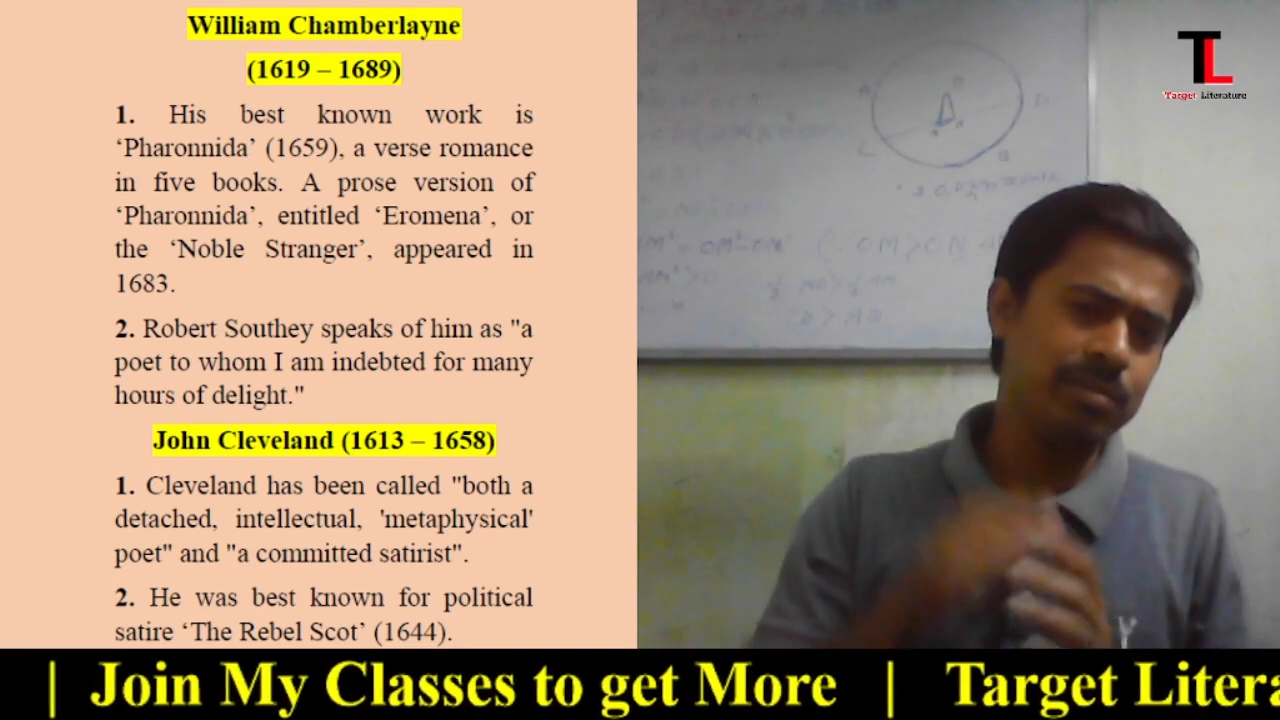 William Chamberlayne
(1619 – 1689)
1. His best known work is
‘Pharonnida’ (1659), a verse romance
in five books. A prose version of
‘Pharonnida’, entitled ‘Eromena’, or
the ‘Noble Stranger’, appeared in
1683.
2. Robert Southey speaks of him as "a
poet to whom I am indebted for many
hours of delight."
John Cleveland (1613 – 1658)
1. Cleveland has been called "both a
detached, intellectual, 'metaphysical'
poet" and "a committed satirist".
2. He was best known for political
satire ‘The Rebel Scot’ (1644).
TL
Target Literature
| Join My Classes to get More | Target Litera